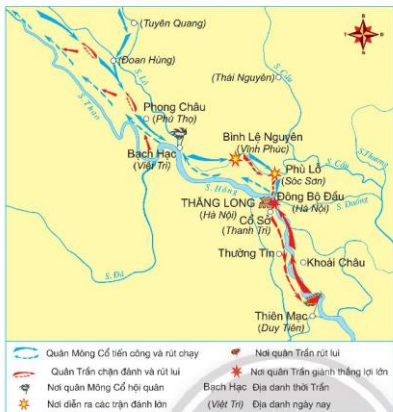 (Tuyên Quang)
(Đoan Hùng)
S. Lô
(Thái Nguyên)
S. Cầu
S. Thao
Phong Châu
(Phú Thọ)
Bình Lệ Nguyên
(Vĩnh Phúc)
Bạch Hạc
(Việt Trì)
Phù Lỗ
(Sóc Sơn)
S. Cầu
S. Thương
S. Hồng
Đông Bộ Đầu
(Hà Nội)
S. Đuống
THĂNG LONG
(Hà Nội)
Cổ Sở
(Thanh Trì)
S. Đà
Thường Tín
Khoái Châu
Thiên Mạc
(Duy Tiên)
Quân Mông Cổ tiến công và rút chạy
Nơi quân Trần rút lui
Quân Trần chặn đánh và rút lui
Nơi quân Trần giành thắng lợi lớn
Nơi quân Mông Cổ hội quân
Bạch Hạc Địa danh thời Trần
Nơi diễn ra các trận đánh lớn
(Việt Trì) Địa danh ngày nay